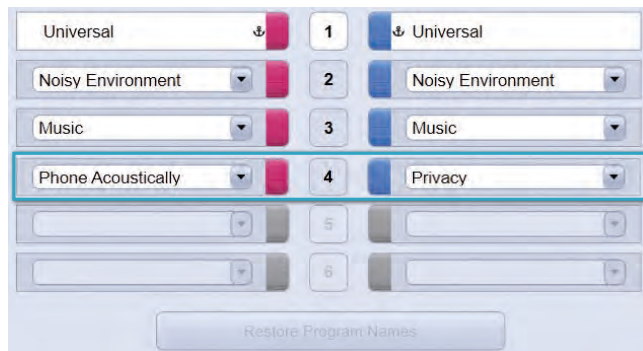 Universal 1 Universal
Noisy Environment 2 Noisy Environment
Music 3 Music
Phone Acoustically 4 Privacy
5
6
Restore Program Names